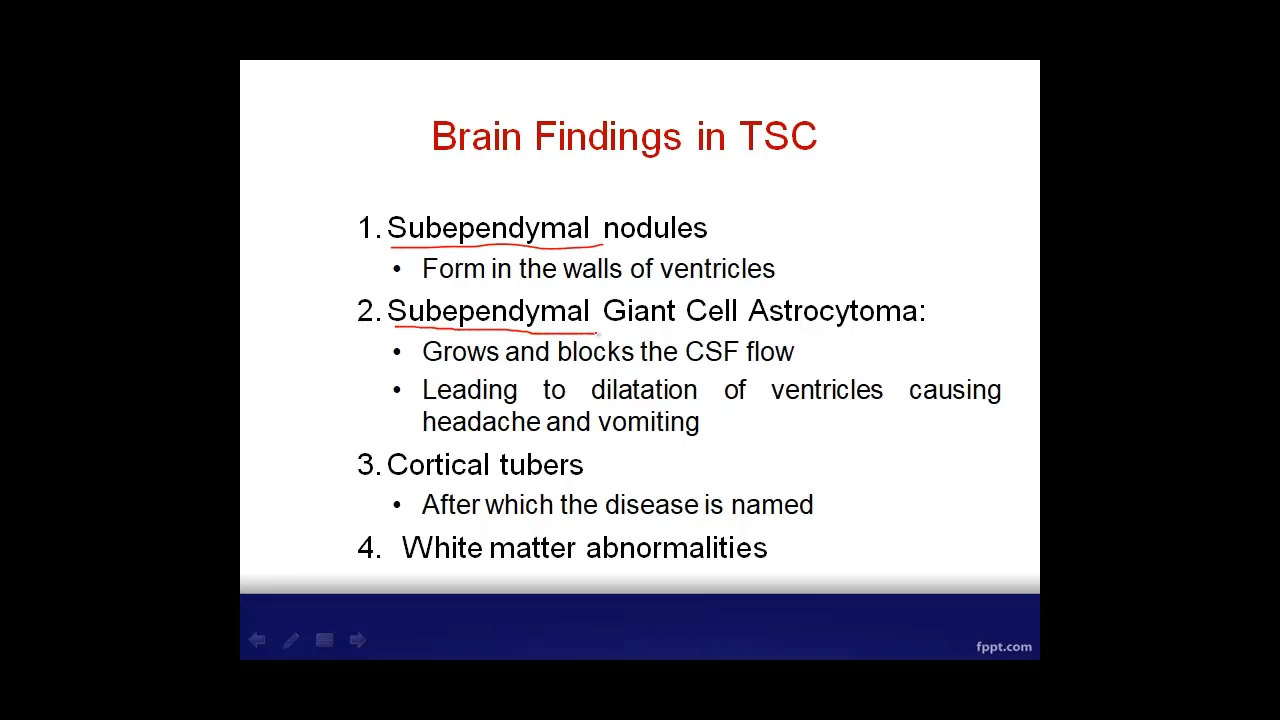 Brain Findings in TSC
1. Subependymal nodules
• Form in the walls of ventricles
2. Subependymal Giant Cell Astrocytoma:
• Grows and blocks the CSF flow
• Leading to dilatation of ventricles causing
headache and vomiting
3. Cortical tubers
• After which the disease is named
4. White matter abnormalities
fppt.com